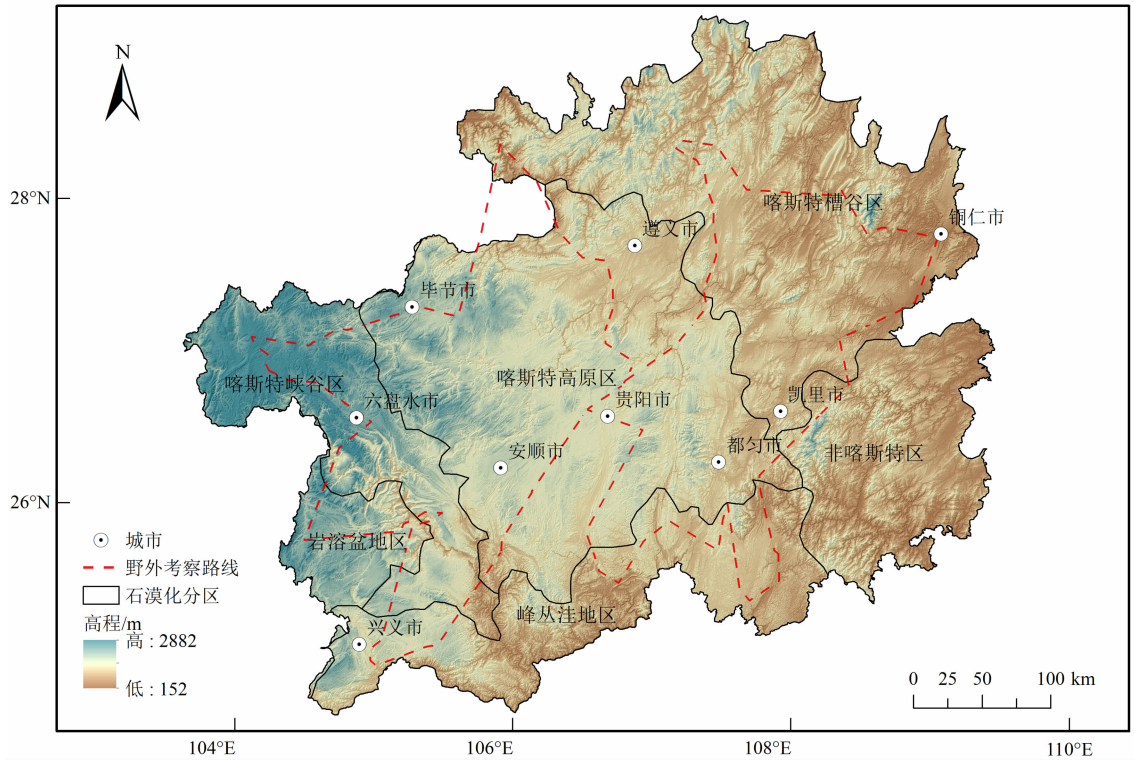 N
28°N
喀斯特槽谷区
铜仁市
遵义市
毕节市
喀斯特峡谷区
喀斯特高原区
六盘水市
贵阳市
凯里市
安顺市
都匀市
非喀斯特区
26°N
城市
岩溶盆地区
野外考察路线
石漠化分区
峰丛洼地区
高程/m
兴义市
高 : 2882
低 : 152
0 25 50 100 km
104°E 106°E 108°E 110°E